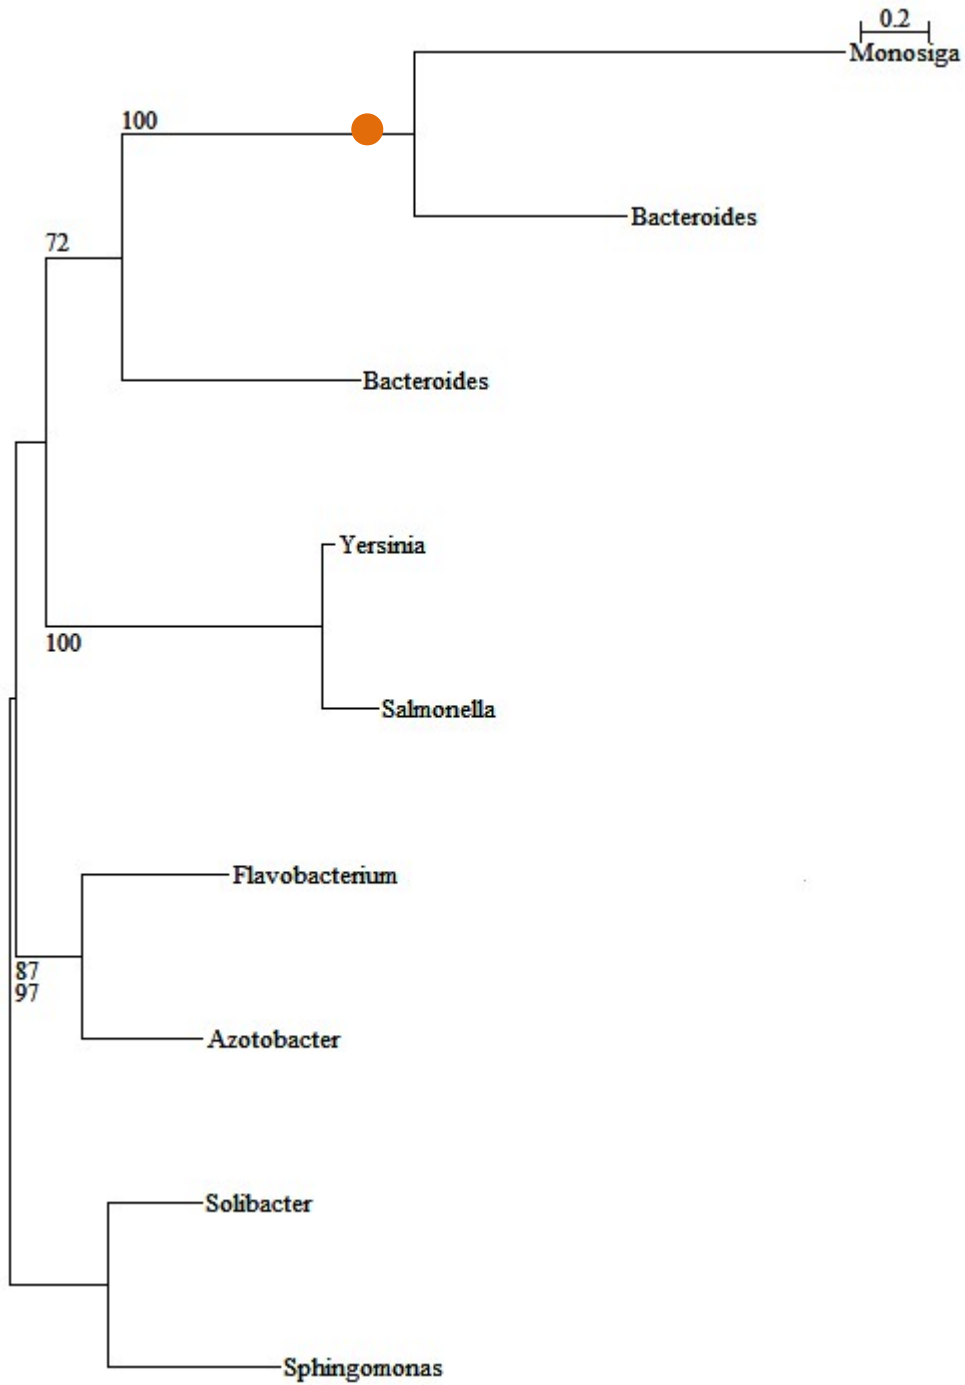 0.2
Monosiga
100
Bacteroides
72
Bacteroides
Yersinia
100
Salmonella
Flavobacterium
87
97
Azotobacter
Solibacter
Sphingomonas